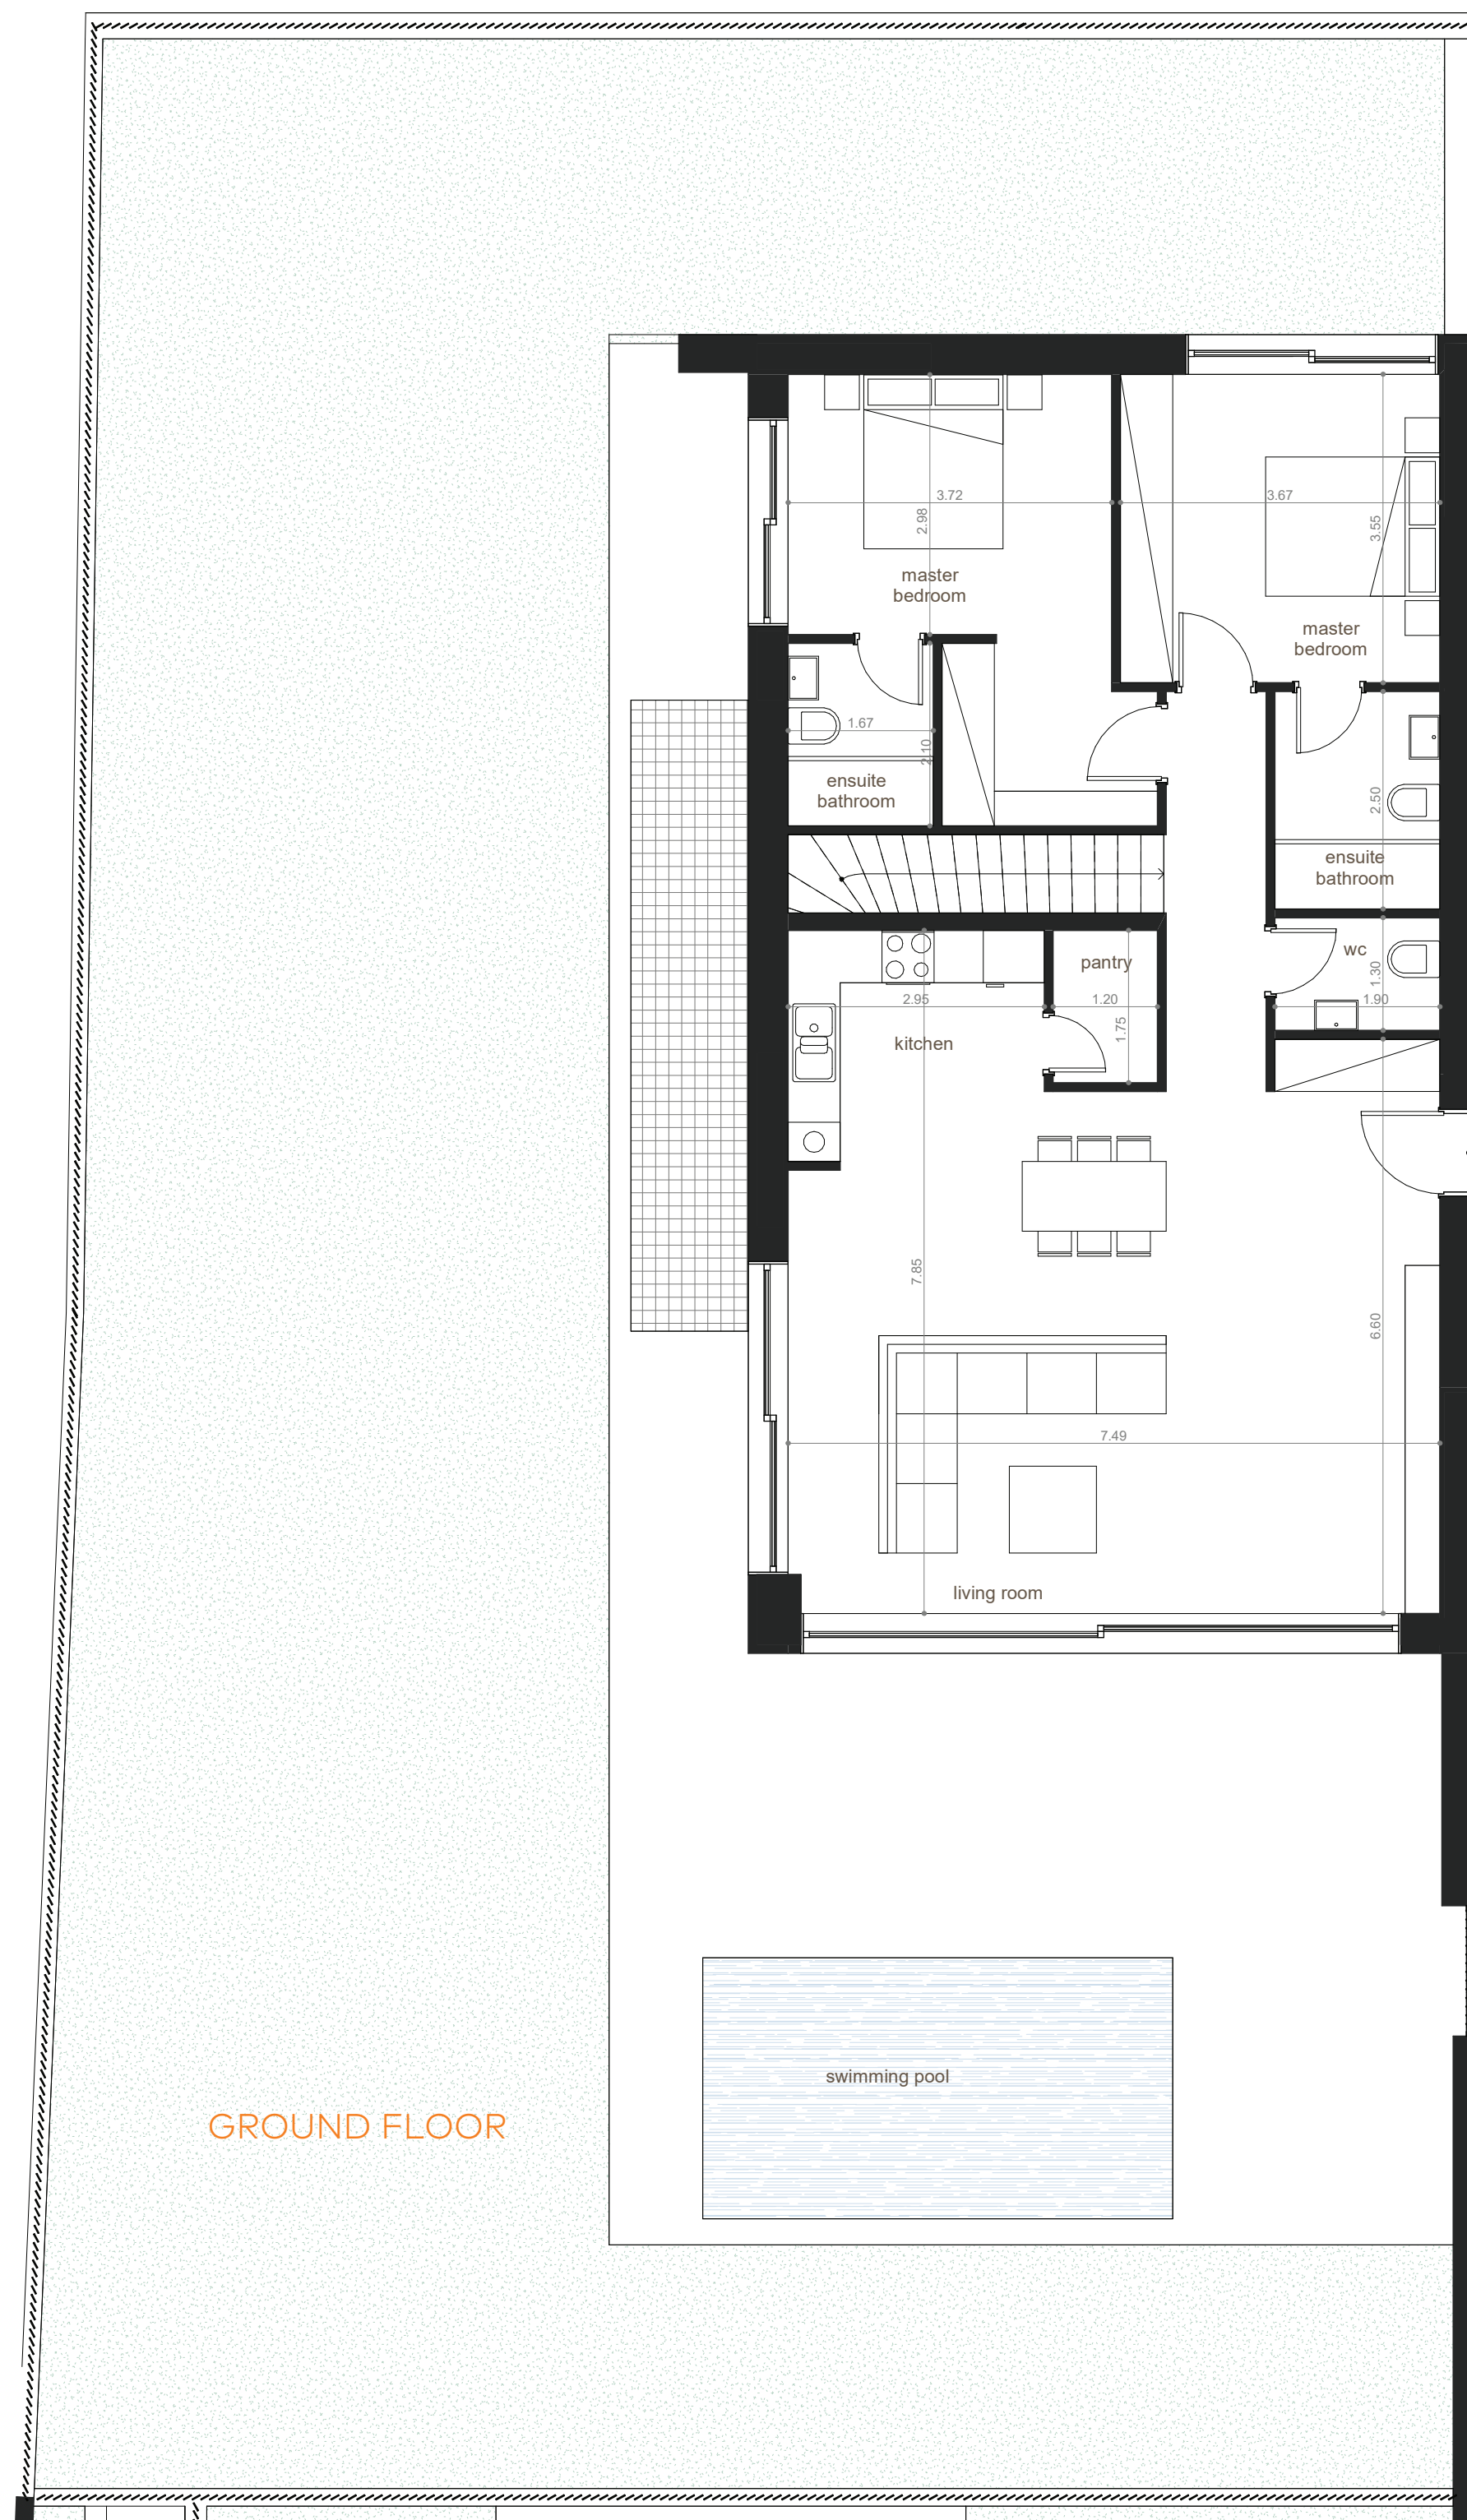 3.72
2.98
master
bedroom
3.67
3.55
master
bedroom
1.67
2.10
ensuite
bathroom
2.50
ensuite
bathroom
wc
1.30
1.90
pantry
2.95
1.20
1.75
kitchen
7.85
6.60
7.49
living room
swimming pool
GROUND FLOOR